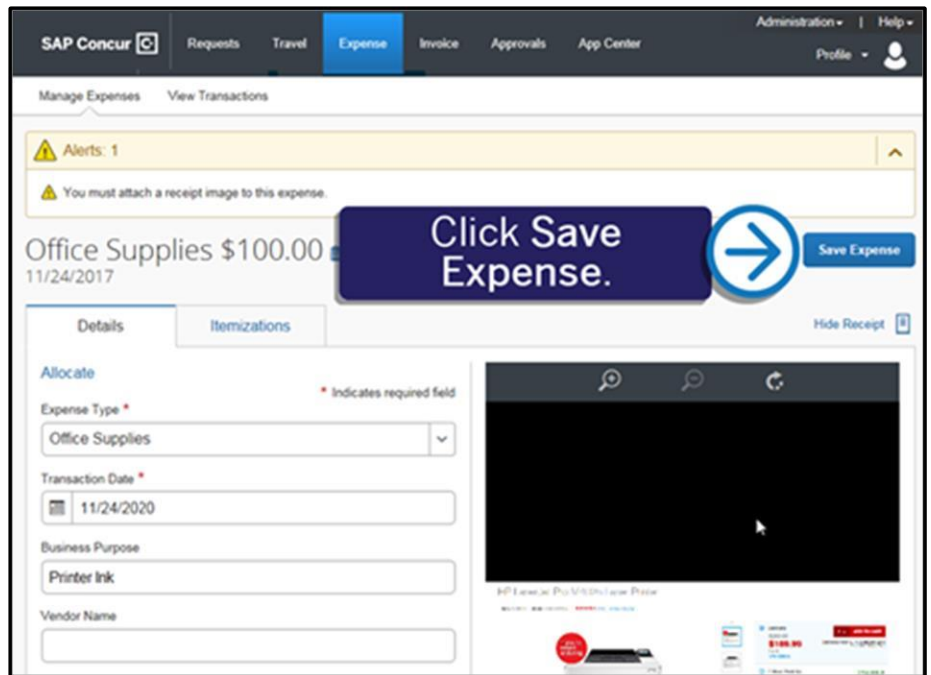 Administration | Help
SAP Concur C Requests Travel Expense Invoice Approvals App Center
Profile
Manage Expenses View Transactions
Alerts: 1
You must attach a receipt image to this expense.
Click Save
Expense.
Office Supplies $100.00
Save Expense
11/24/2017
Details Itemizations
Hide Receipt
Allocate
* Indicates required field
Expense Type *
Office Supplies
Transaction Date *
11/24/2020
Business Purpose
Printer Ink
Vendor Name